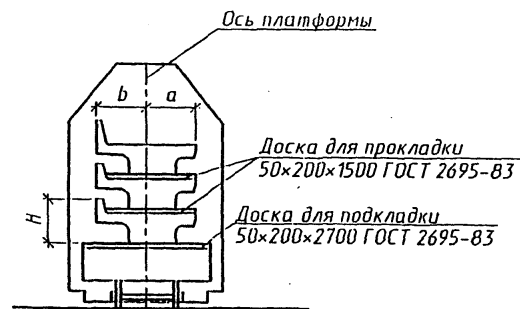 Ось платформы
b a
Доска для прокладки
50×200×1500 ГОСТ 2695-83
H
Доска для подкладки
50×200×2700 ГОСТ 2695-83